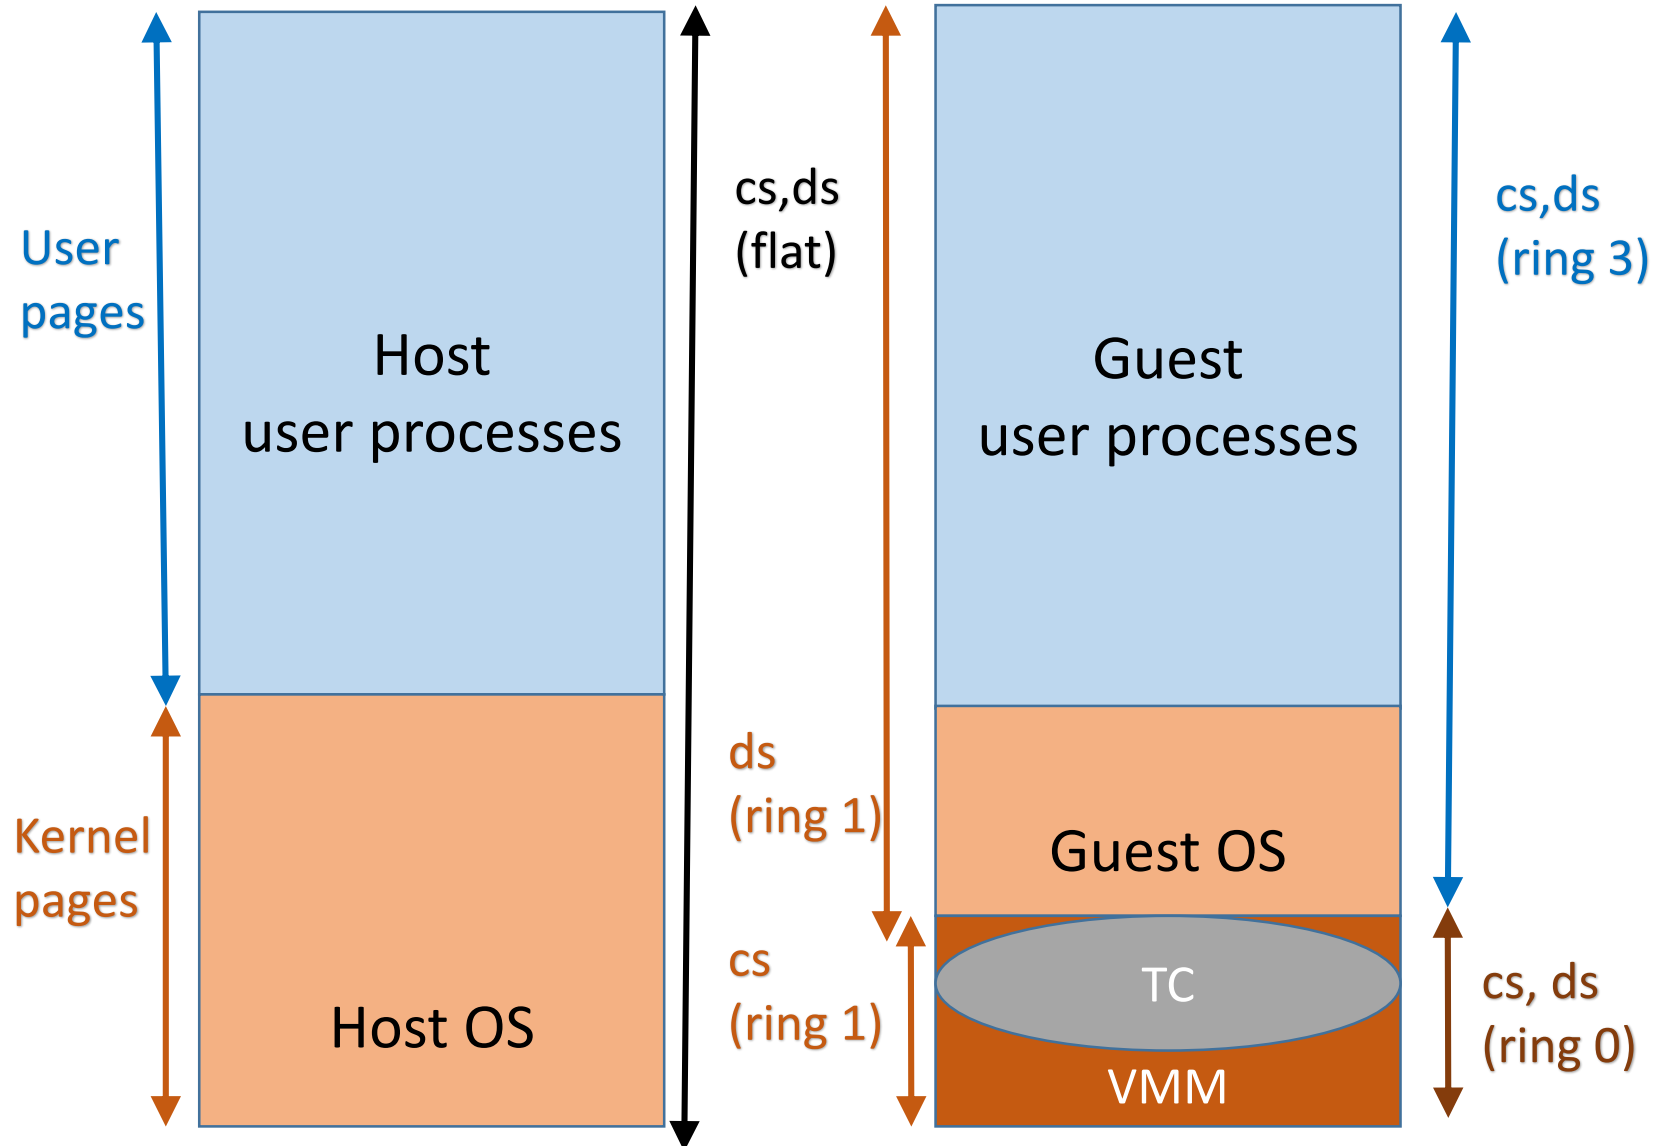 User
pages
Host
user processes
Kernel
pages
Host OS
cs,ds
(flat)
ds
(ring 1)
cs
(ring 1)
Guest
user processes
Guest OS
TC
VMM
cs,ds
(ring 3)
cs, ds
(ring 0)